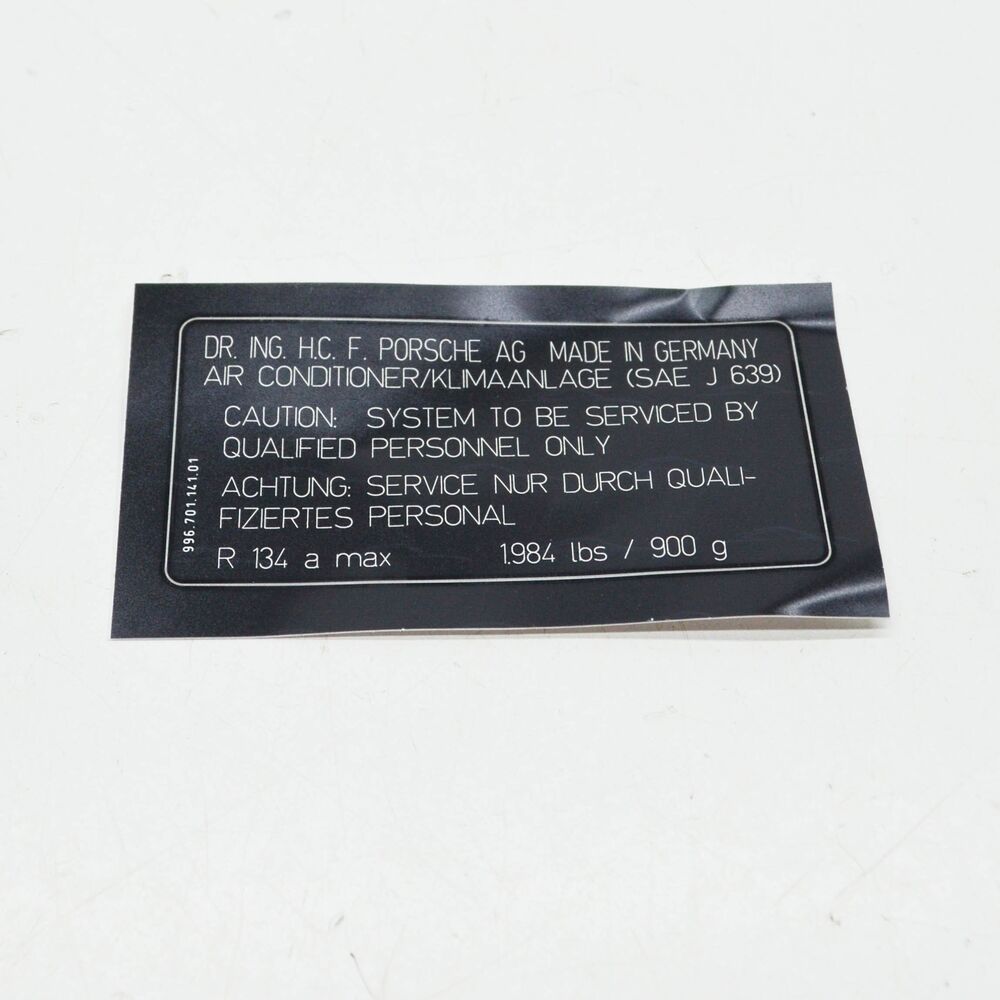 DR. ING. H.C. F. PORSCHE AG MADE IN GERMANY
AIR CONDITIONER/KLIMAANLAGE (SAE J 639)
CAUTION: SYSTEM TO BE SERVICED BY
QUALIFIED PERSONNEL ONLY
ACHTUNG: SERVICE NUR DURCH QUALI-
FIZIERTES PERSONAL
R 134 a max 1.984 lbs / 900 g
996.701.141.01